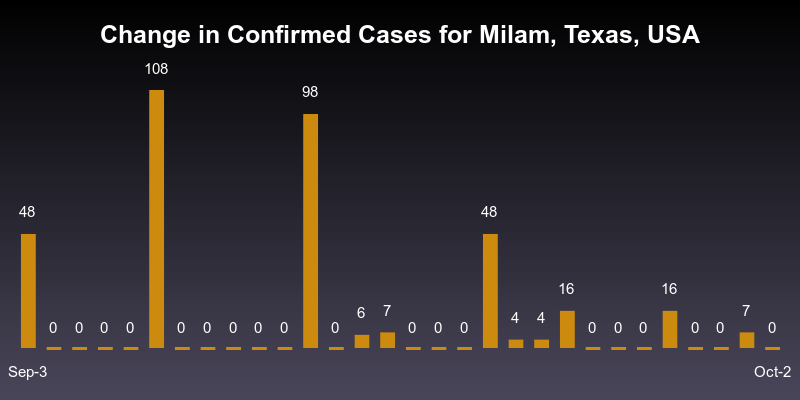 Change in Confirmed Cases for Milam, Texas, USA
108
98
48 48
16 16
6 7 4 4 7
0 0 0 0 0 0 0 0 0 0 0 0 0 0 0 0 0 0 0
Sep-3 Oct-2